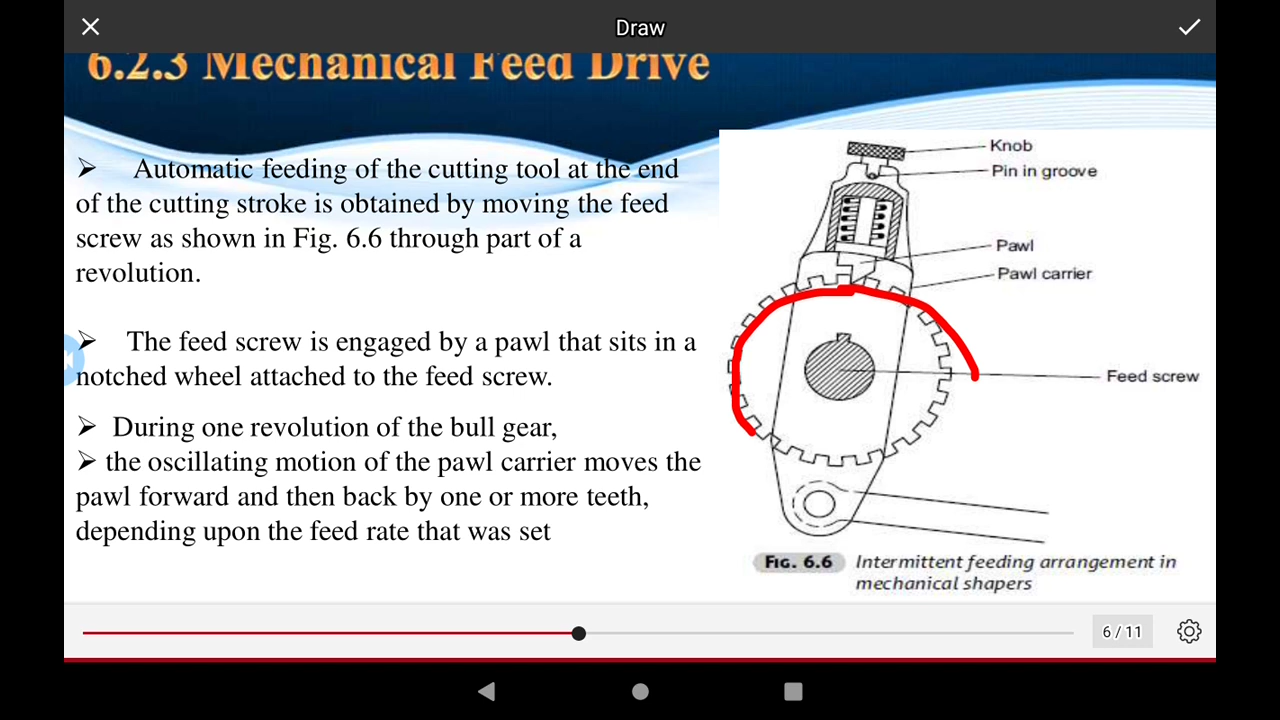 Draw
6.2.3 Mechanical Feed Drive
➢ Automatic feeding of the cutting tool at the end
of the cutting stroke is obtained by moving the feed
screw as shown in Fig. 6.6 through part of a
revolution.
➢ The feed screw is engaged by a pawl that sits in a
notched wheel attached to the feed screw.
➢ During one revolution of the bull gear,
➢ the oscillating motion of the pawl carrier moves the
pawl forward and then back by one or more teeth,
depending upon the feed rate that was set
Knob
Pin in groove
Pawl
Pawl carrier
Feed screw
FIG. 6.6 Intermittent feeding arrangement in
mechanical shapers
6 / 11